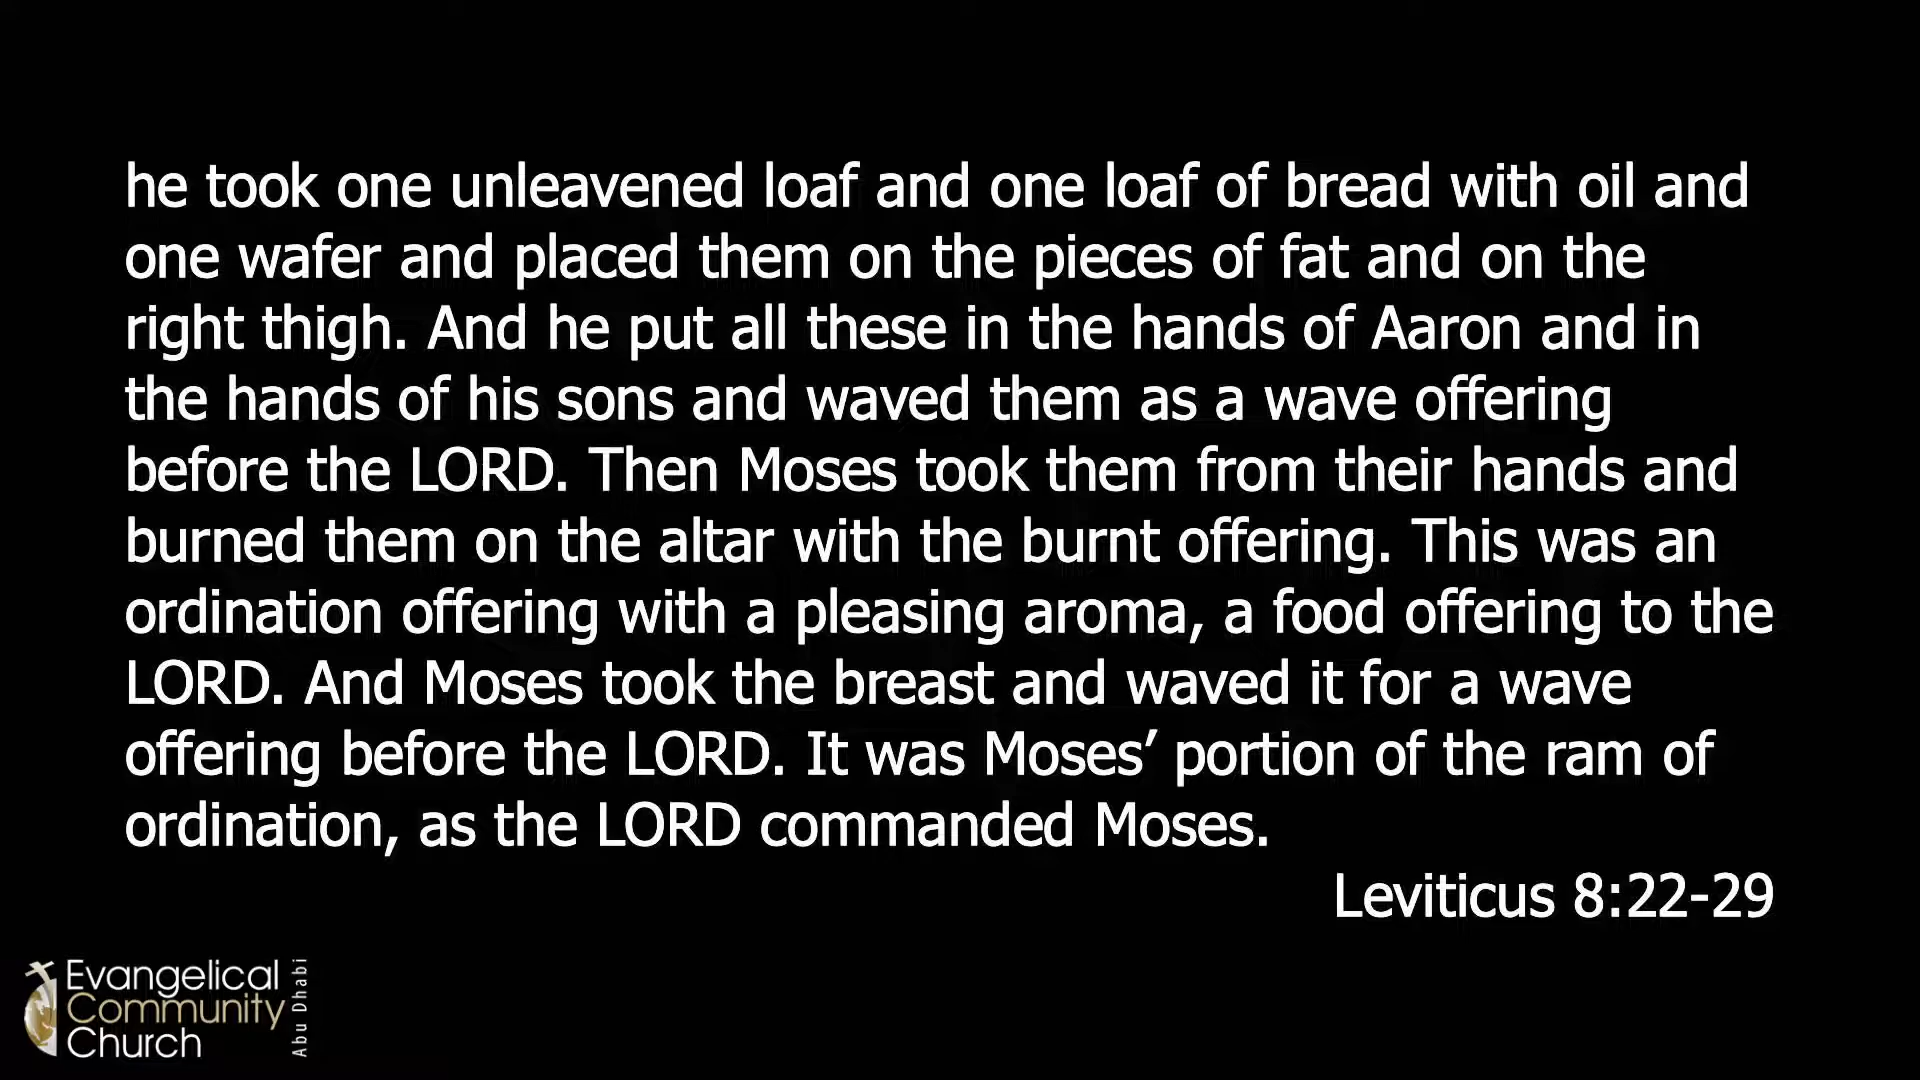 he took one unleavened loaf and one loaf of bread with oil and
one wafer and placed them on the pieces of fat and on the
right thigh. And he put all these in the hands of Aaron and in
the hands of his sons and waved them as a wave offering
before the LORD. Then Moses took them from their hands and
burned them on the altar with the burnt offering. This was an
ordination offering with a pleasing aroma, a food offering to the
LORD. And Moses took the breast and waved it for a wave
offering before the LORD. It was Moses’ portion of the ram of
ordination, as the LORD commanded Moses.
Leviticus 8:22-29
Evangelical
Community
Church
Abu Dhabi